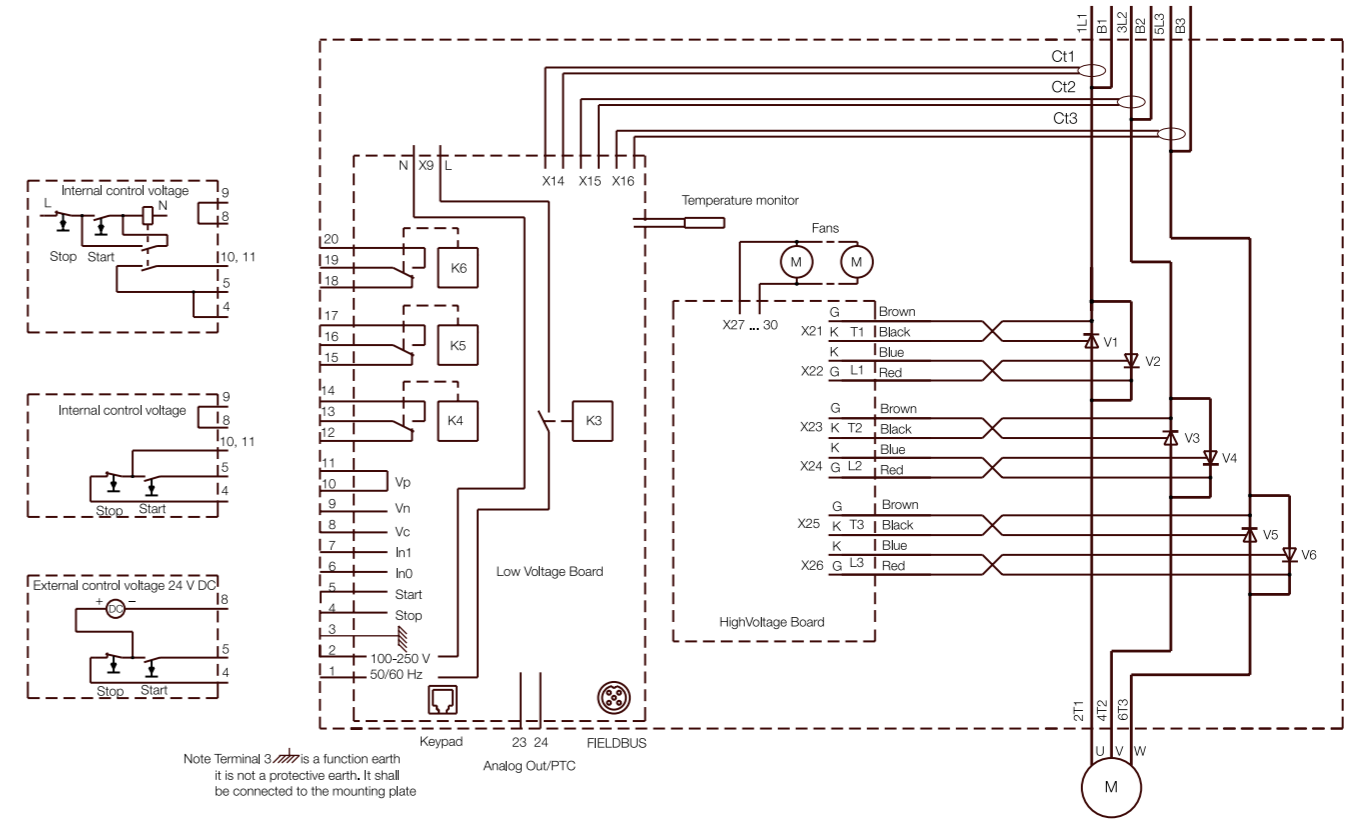 1L1
B1
3L2
B2
5L3
B3
Ct1
Ct2
Ct3
N X9 L
X14 X15 X16
Temperature monitor
Fans
M M
X27 ... 30
Internal control voltage
L N
Stop Start
9
8
10, 11
5
4
Internal control voltage
Stop Start
9
8
10, 11
5
4
External control voltage 24 V DC
+ DC −
Stop Start
8
5
4
20
19
18
K6
17
16
15
K5
14
13
12
K4
K3
11
10 Vp
9 Vn
8 Vc
7 In1
6 In0
5 Start
4 Stop
3
2 100-250 V
1 50/60 Hz
Low Voltage Board
Keypad
23 24
Analog Out/PTC
FIELDBUS
G Brown
X21 K T1 Black
K Blue
X22 G L1 Red
V1
V2
G Brown
X23 K T2 Black
K Blue
X24 G L2 Red
V3
V4
G Brown
X25 K T3 Black
K Blue
X26 G L3 Red
V5
V6
HighVoltage Board
2T1
4T2
6T3
U V W
M
Note Terminal 3 is a function earth
it is not a protective earth. It shall
be connected to the mounting plate